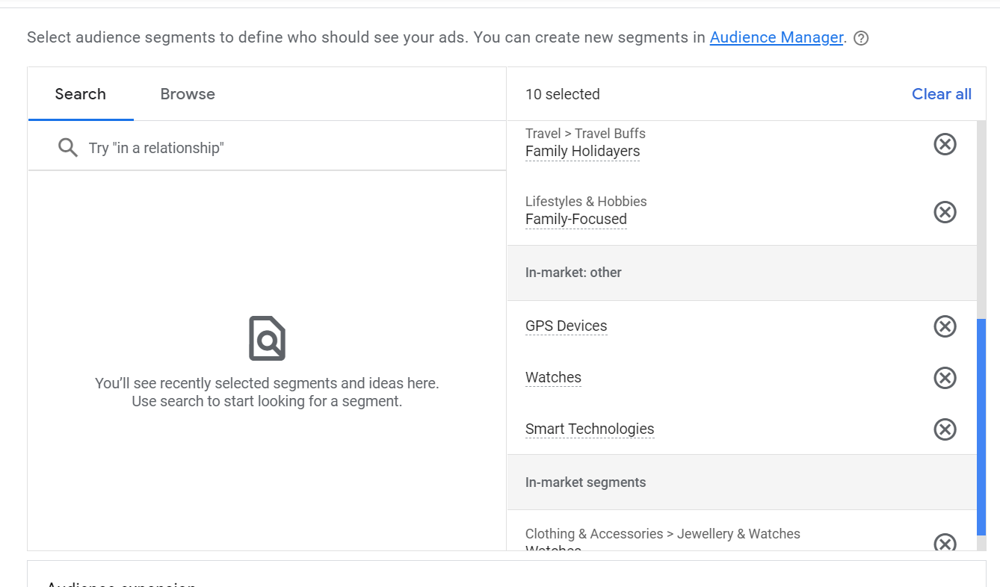 Select audience segments to define who should see your ads. You can create new segments in Audience Manager.
Search
Browse
Try "in a relationship"
You’ll see recently selected segments and ideas here.
Use search to start looking for a segment.
10 selected
Clear all
Travel > Travel Buffs
Family Holidayers
Lifestyles & Hobbies
Family-Focused
In-market: other
GPS Devices
Watches
Smart Technologies
In-market segments
Clothing & Accessories > Jewellery & Watches
Watches
Audience expansion